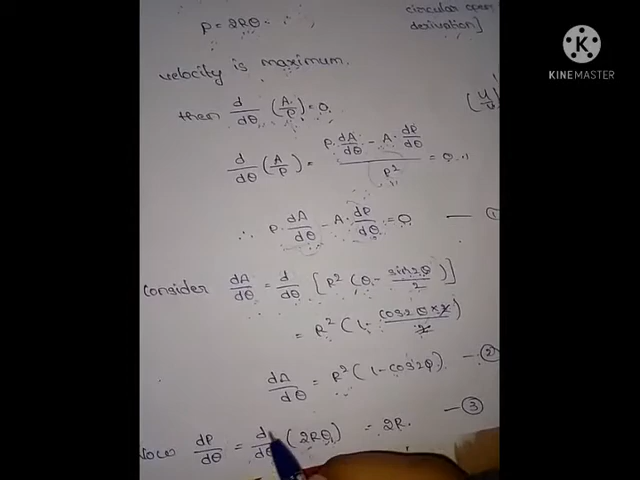 circular open
derivation]
P = 2Rθ
velocity is maximum.
then d/dθ (A/P) = 0.
d/dθ (A/P) = (P·dA/dθ - A·dP/dθ)/P² = 0
∴ P·dA/dθ - A·dP/dθ = 0 — ①
Consider dA/dθ = d/dθ [R² (θ - sin2θ/2)]
= R² (1 - cos2θ×2/2)
dA/dθ = R² (1 - cos2θ) — ②
Now dP/dθ = d/dθ (2Rθ) = 2R. — ③
KINEMASTER